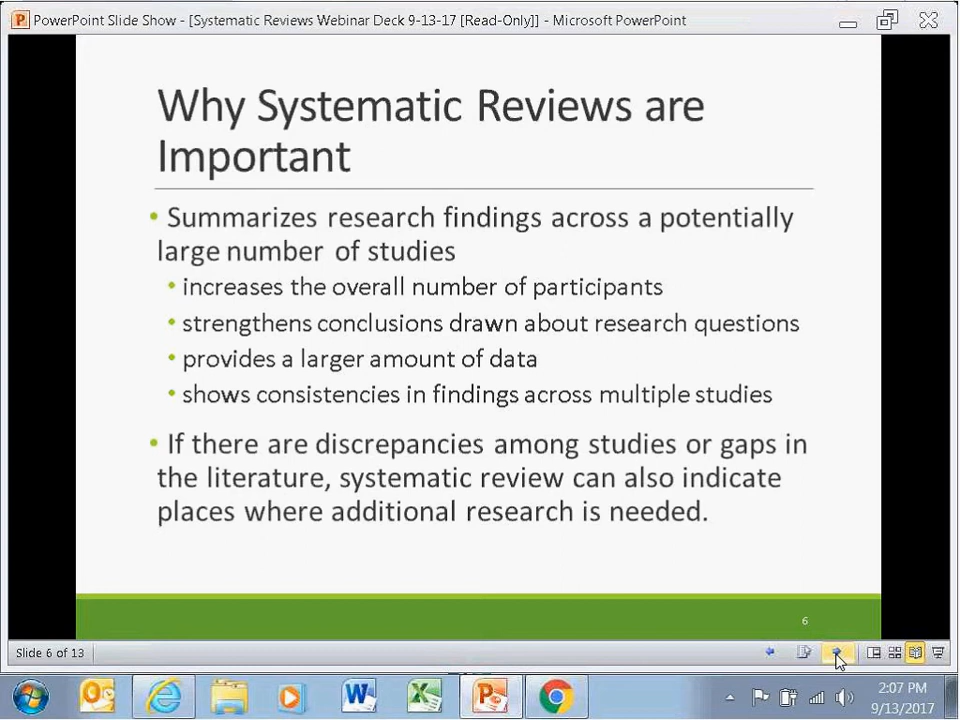 PowerPoint Slide Show - [Systematic Reviews Webinar Deck 9-13-17 [Read-Only]] - Microsoft PowerPoint
Why Systematic Reviews are
Important
• Summarizes research findings across a potentially
large number of studies
• increases the overall number of participants
• strengthens conclusions drawn about research questions
• provides a larger amount of data
• shows consistencies in findings across multiple studies
• If there are discrepancies among studies or gaps in
the literature, systematic review can also indicate
places where additional research is needed.
6
Slide 6 of 13
2:07 PM
9/13/2017